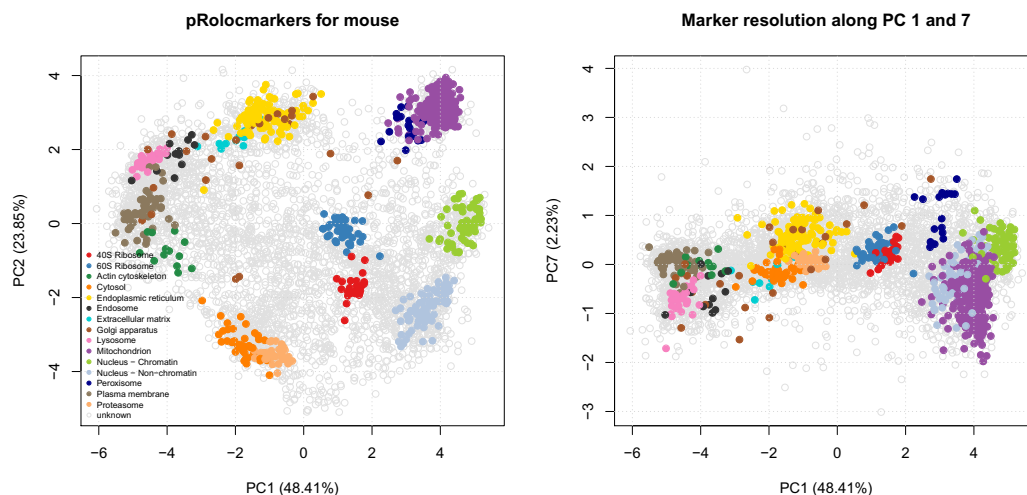 pRolocmarkers for mouse
4
2
0
−2
−4
PC2 (23.85%)
40S Ribosome
60S Ribosome
Actin cytoskeleton
Cytosol
Endoplasmic reticulum
Endosome
Extracellular matrix
Golgi apparatus
Lysosome
Mitochondrion
Nucleus − Chromatin
Nucleus − Non−chromatin
Peroxisome
Plasma membrane
Proteasome
unknown
−6 −4 −2 0 2 4
PC1 (48.41%)
Marker resolution along PC 1 and 7
4
3
2
1
0
−1
−2
−3
PC7 (2.23%)
−6 −4 −2 0 2 4
PC1 (48.41%)